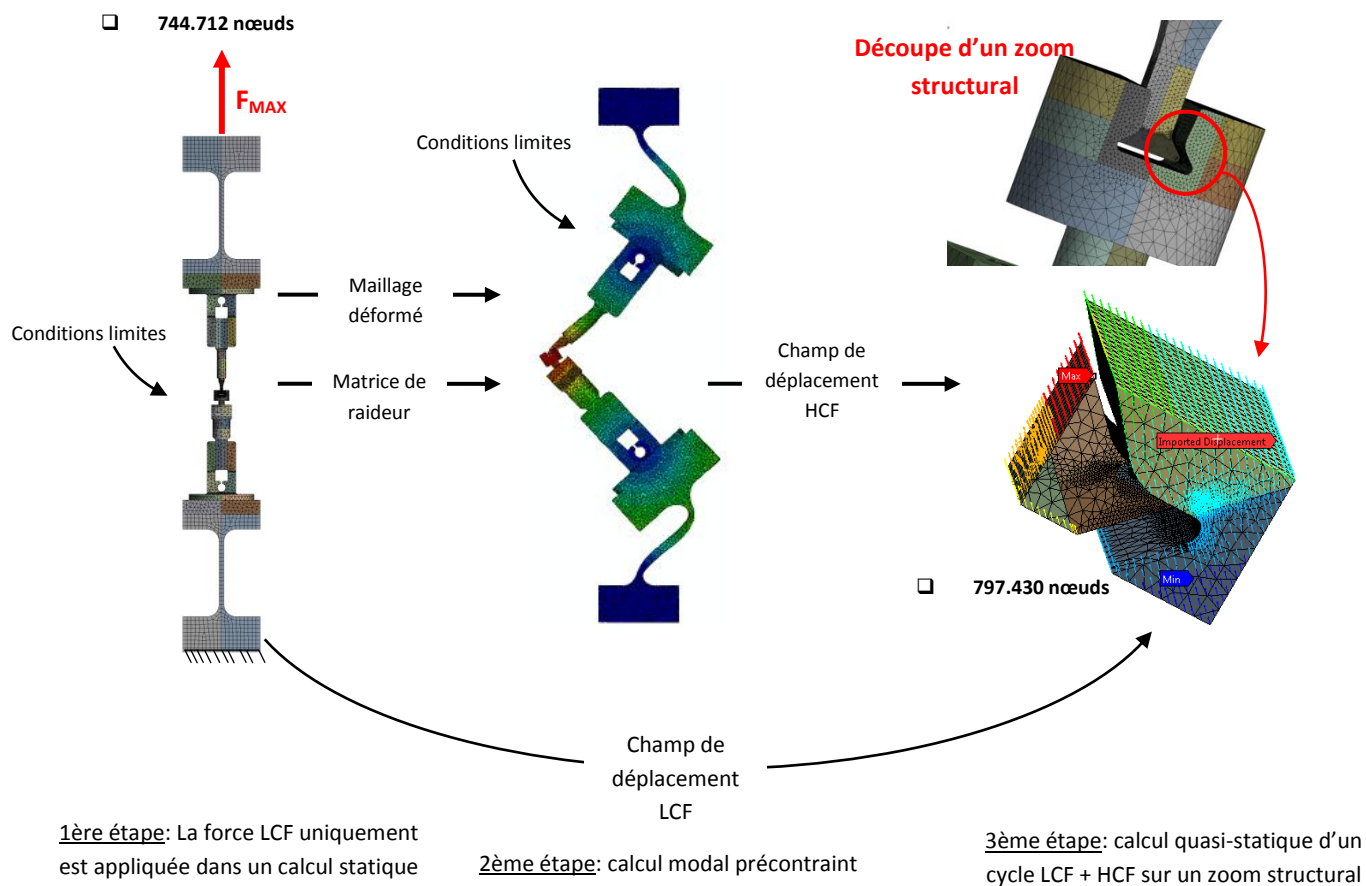 ❑ 744.712 nœuds
F_MAX
Découpe d'un zoom
structural
Conditions limites
Conditions limites
Maillage
déformé
Matrice de
raideur
Champ de
déplacement
HCF
Max
Imported Displacement
Min
❑ 797.430 nœuds
Champ de
déplacement
LCF
1ère étape: La force LCF uniquement
est appliquée dans un calcul statique
2ème étape: calcul modal précontraint
3ème étape: calcul quasi-statique d'un
cycle LCF + HCF sur un zoom structural